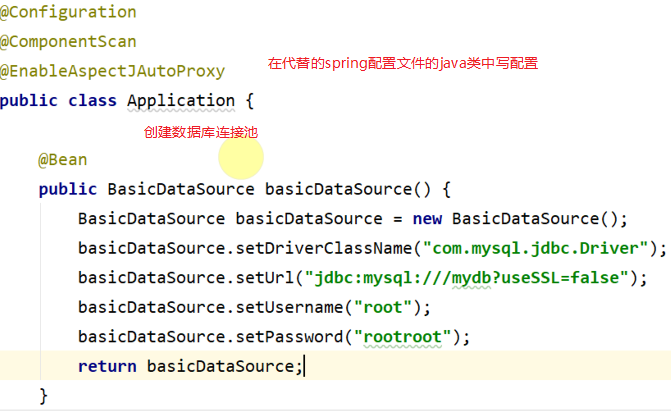 @Configuration
@ComponentScan
@EnableAspectJAutoProxy
在代替的spring配置文件的java类中写配置
public class Application {
创建数据库连接池
@Bean
public BasicDataSource basicDataSource() {
BasicDataSource basicDataSource = new BasicDataSource();
basicDataSource.setDriverClassName("com.mysql.jdbc.Driver");
basicDataSource.setUrl("jdbc:mysql:///mydb?useSSL=false");
basicDataSource.setUsername("root");
basicDataSource.setPassword("rootroot");
return basicDataSource;
}